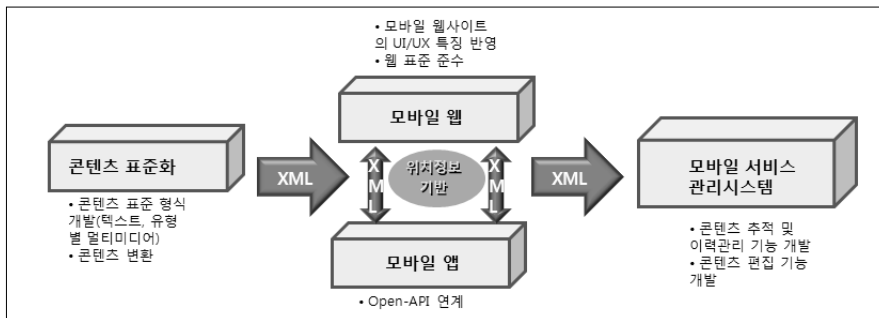 • 모바일 웹사이트
의 UI/UX 특징 반영
• 웹 표준 준수
모바일 웹
콘텐츠 표준화
XML
XML
위치정보
기반
XML
XML
모바일 서비스
관리시스템
• 콘텐츠 표준 형식
개발(텍스트, 유형
별 멀티미디어)
• 콘텐츠 변환
모바일 앱
• Open-API 연계
• 콘텐츠 추적 및
이력관리 기능 개발
• 콘텐츠 편집 기능
개발